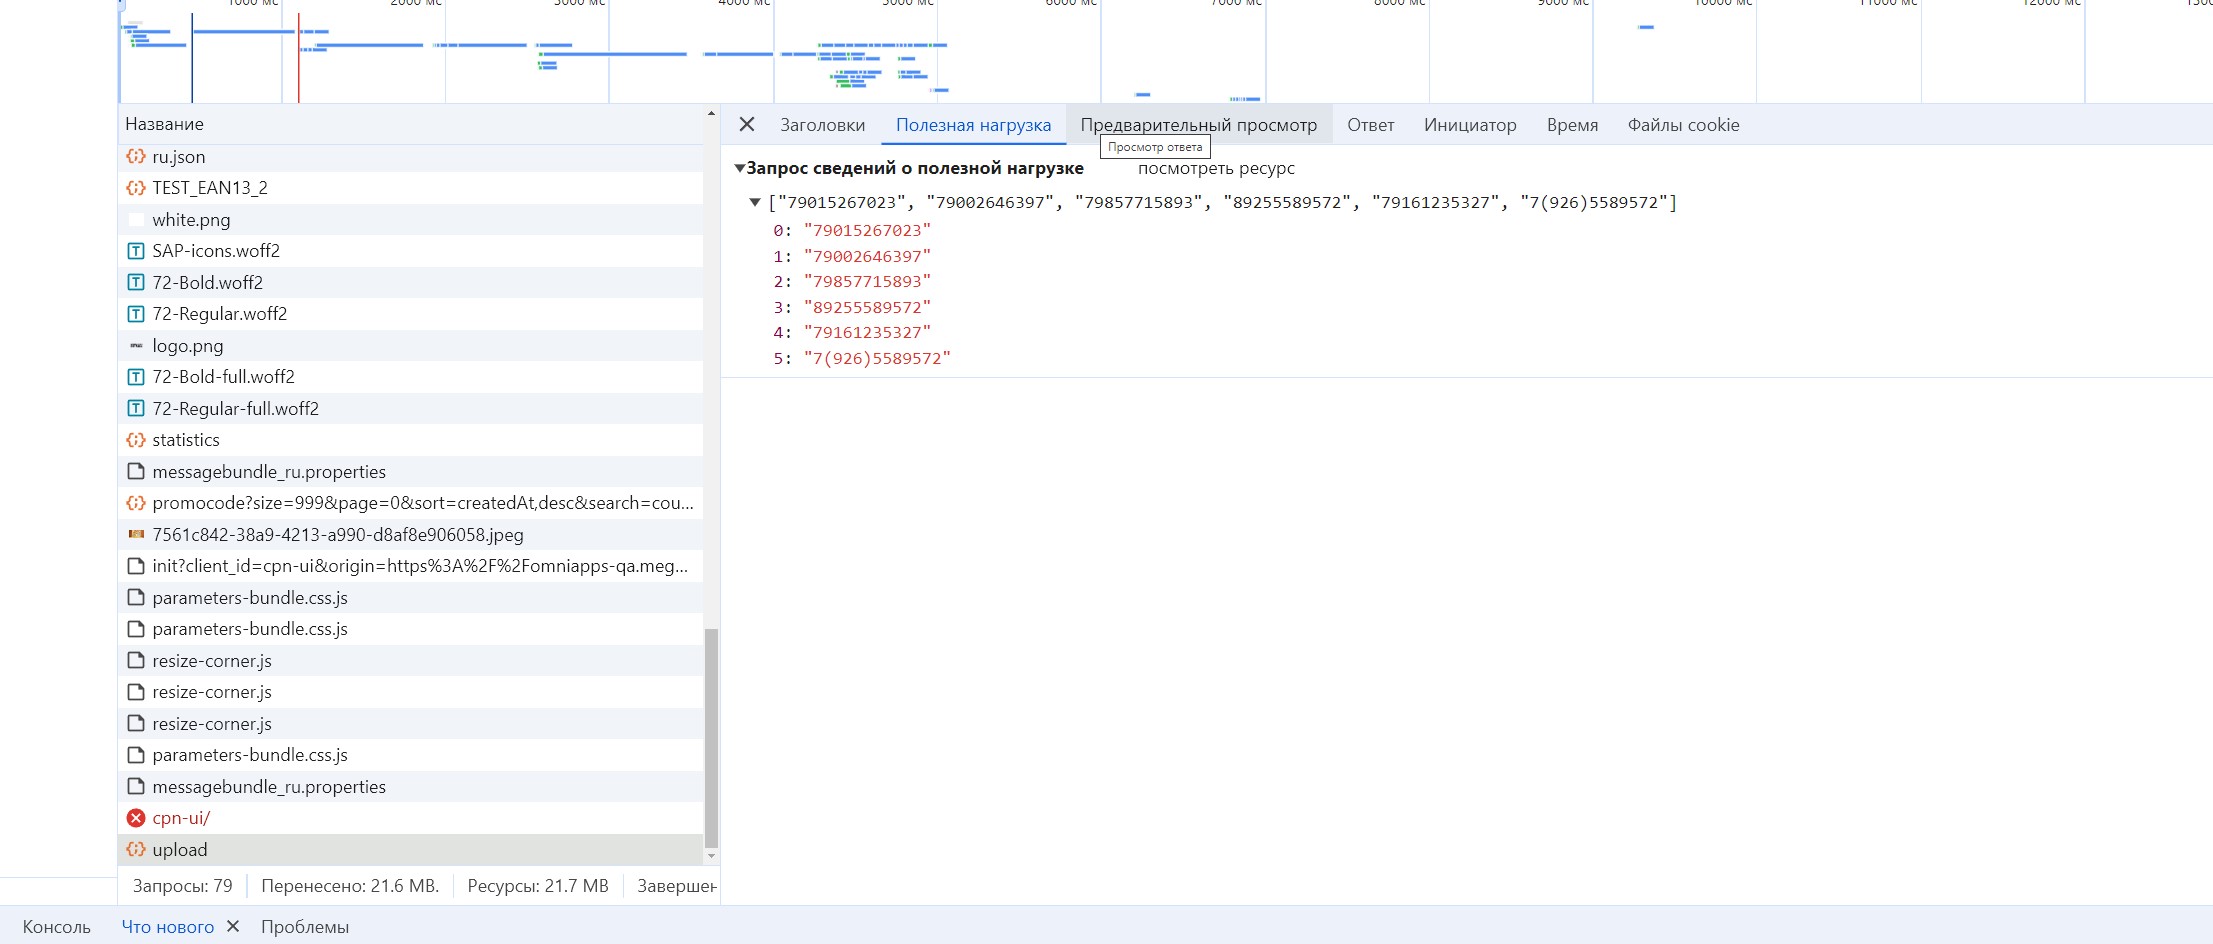 1000 мс
2000 мс
3000 мс
4000 мс
5000 мс
6000 мс
7000 мс
8000 мс
9000 мс
10000 мс
11000 мс
12000 мс
Название
ru.json
TEST_EAN13_2
white.png
SAP-icons.woff2
72-Bold.woff2
72-Regular.woff2
logo.png
72-Bold-full.woff2
72-Regular-full.woff2
statistics
messagebundle_ru.properties
promocode?size=999&page=0&sort=createdAt,desc&search=cou...
7561c842-38a9-4213-a990-d8af8e906058.jpeg
init?client_id=cpn-ui&origin=https%3A%2F%2Fomniapps-qa.meg...
parameters-bundle.css.js
parameters-bundle.css.js
resize-corner.js
resize-corner.js
resize-corner.js
parameters-bundle.css.js
messagebundle_ru.properties
cpn-ui/
upload
Запросы: 79 Перенесено: 21.6 MB. Ресурсы: 21.7 MB Завершен
Заголовки Полезная нагрузка Предварительный просмотр Ответ Инициатор Время Файлы cookie
Просмотр ответа
Запрос сведений о полезной нагрузке посмотреть ресурс
["79015267023", "79002646397", "79857715893", "89255589572", "79161235327", "7(926)5589572"]
0: "79015267023"
1: "79002646397"
2: "79857715893"
3: "89255589572"
4: "79161235327"
5: "7(926)5589572"
Консоль Что нового Проблемы